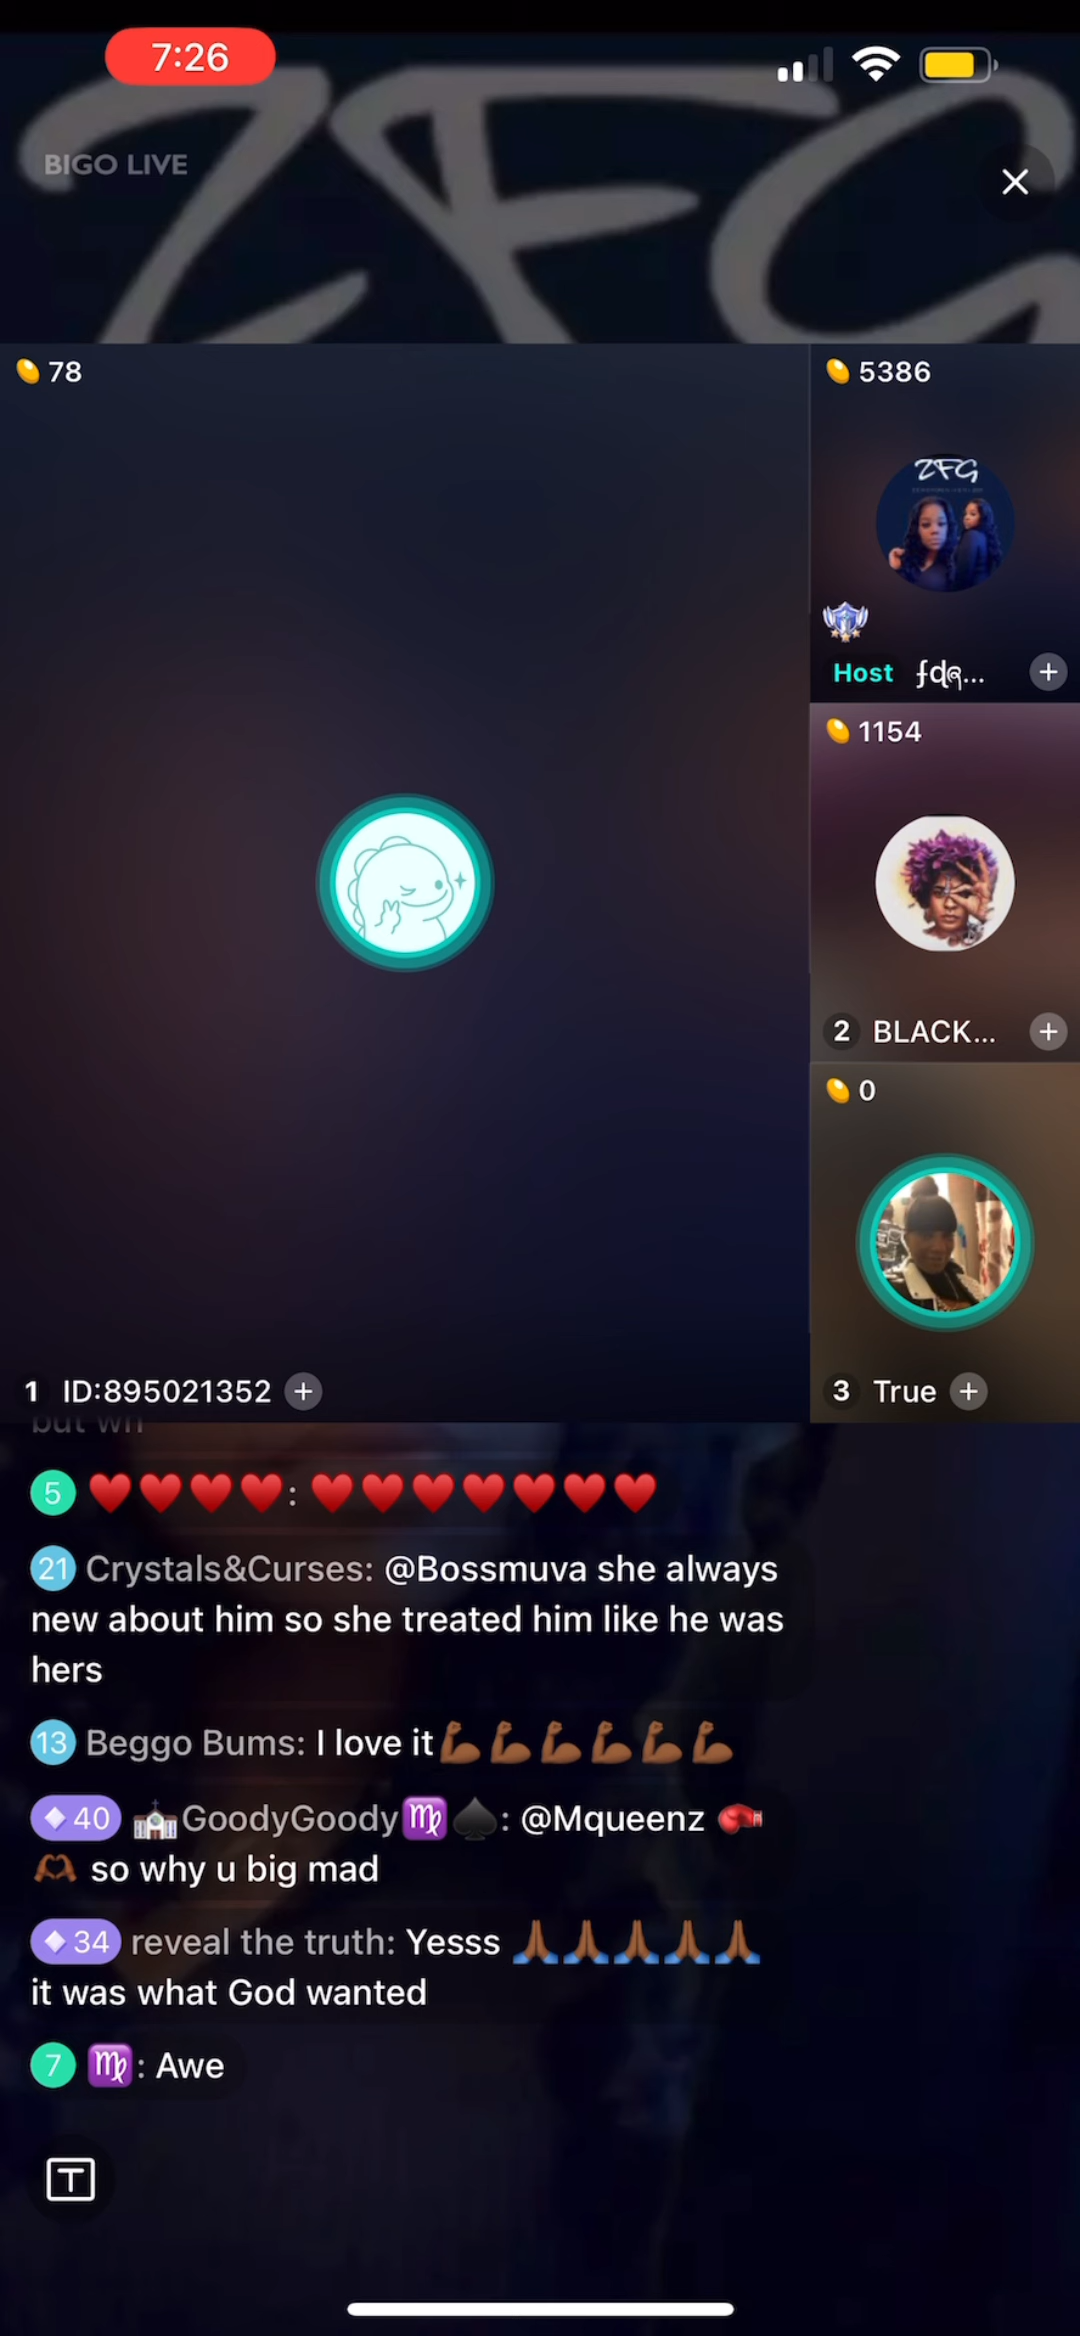 7:26
ZFG
BIGO LIVE
78
5386
ZFG
Host
1154
2 BLACK...
0
1 ID:895021352 +
3 True +
5 ❤️❤️❤️❤️: ❤️❤️❤️❤️❤️❤️❤️
21 Crystals&Curses: @Bossmuva she always
new about him so she treated him like he was
hers
13 Beggo Bums: I love it💪🏾💪🏾💪🏾💪🏾💪🏾💪🏾
40 ⛪GoodyGoody♍♠️: @Mqueenz 🥊
🫶🏾 so why u big mad
34 reveal the truth: Yesss 🙏🏾🙏🏾🙏🏾🙏🏾🙏🏾
it was what God wanted
7 ♍: Awe
T